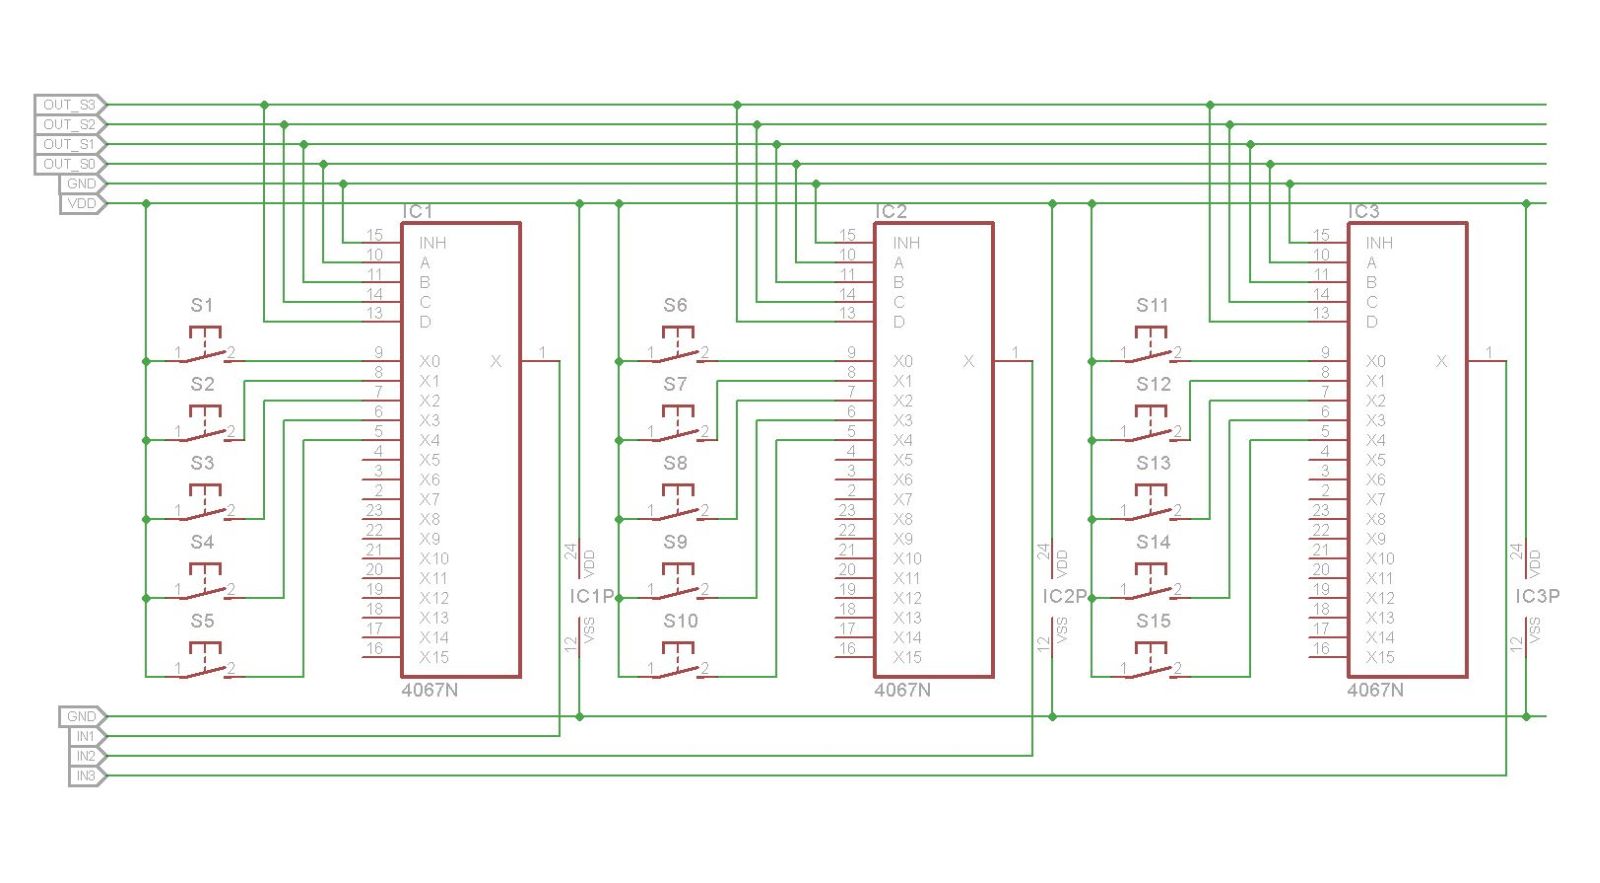 OUT_S3
OUT_S2
OUT_S1
OUT_S0
GND
VDD
IC1
15 INH
10 A
11 B
14 C
13 D
9 X0 X 1
8 X1
7 X2
6 X3
5 X4
4 X5
3 X6
2 X7
23 X8
22 X9
21 X10
20 X11
19 X12
18 X13
17 X14
16 X15
4067N
S1
1 2
S2
1 2
S3
1 2
S4
1 2
S5
1 2
24 VDD
IC1P
12 VSS
IC2
15 INH
10 A
11 B
14 C
13 D
9 X0 X 1
8 X1
7 X2
6 X3
5 X4
4 X5
3 X6
2 X7
23 X8
22 X9
21 X10
20 X11
19 X12
18 X13
17 X14
16 X15
4067N
S6
1 2
S7
1 2
S8
1 2
S9
1 2
S10
1 2
24 VDD
IC2P
12 VSS
IC3
15 INH
10 A
11 B
14 C
13 D
9 X0 X 1
8 X1
7 X2
6 X3
5 X4
4 X5
3 X6
2 X7
23 X8
22 X9
21 X10
20 X11
19 X12
18 X13
17 X14
16 X15
4067N
S11
1 2
S12
1 2
S13
1 2
S14
1 2
S15
1 2
24 VDD
IC3P
12 VSS
GND
IN1
IN2
IN3